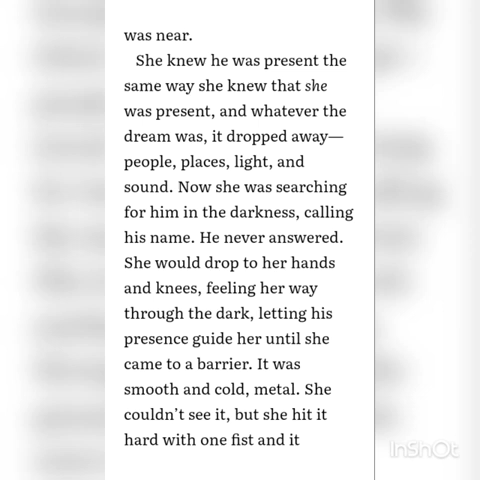 was near.
She knew he was present the
same way she knew that she
was present, and whatever the
dream was, it dropped away—
people, places, light, and
sound. Now she was searching
for him in the darkness, calling
his name. He never answered.
She would drop to her hands
and knees, feeling her way
through the dark, letting his
presence guide her until she
came to a barrier. It was
smooth and cold, metal. She
couldn’t see it, but she hit it
hard with one fist and it
InShOt